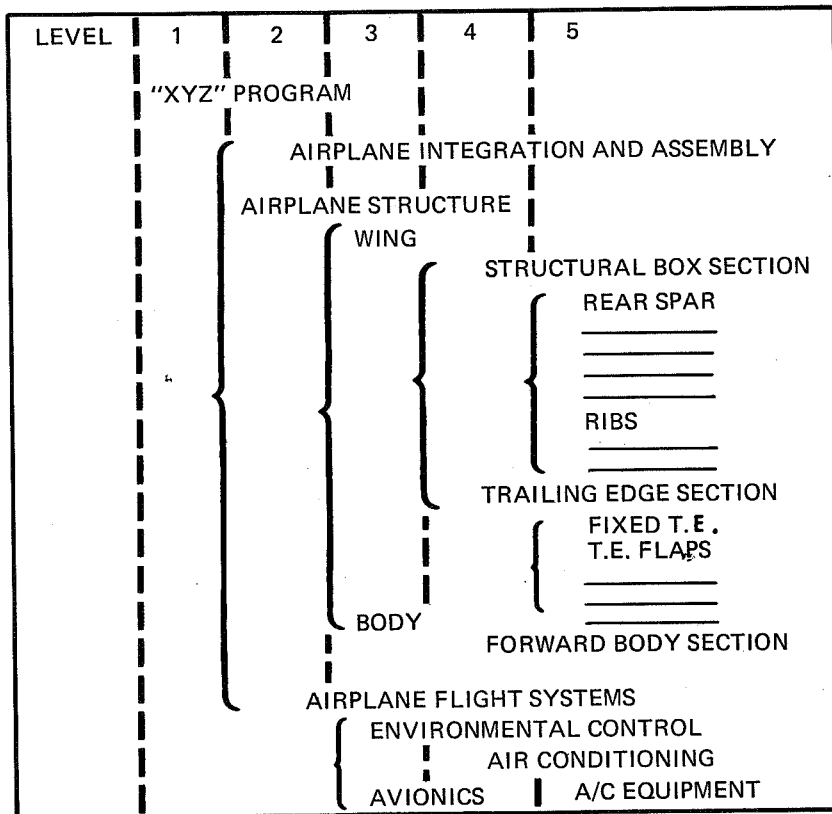 LEVEL 1 2 3 4 5
"XYZ" PROGRAM
AIRPLANE INTEGRATION AND ASSEMBLY
AIRPLANE STRUCTURE
WING
STRUCTURAL BOX SECTION
REAR SPAR
RIBS
TRAILING EDGE SECTION
FIXED T.E.
T.E. FLAPS
BODY
FORWARD BODY SECTION
AIRPLANE FLIGHT SYSTEMS
ENVIRONMENTAL CONTROL
AIR CONDITIONING
AVIONICS A/C EQUIPMENT